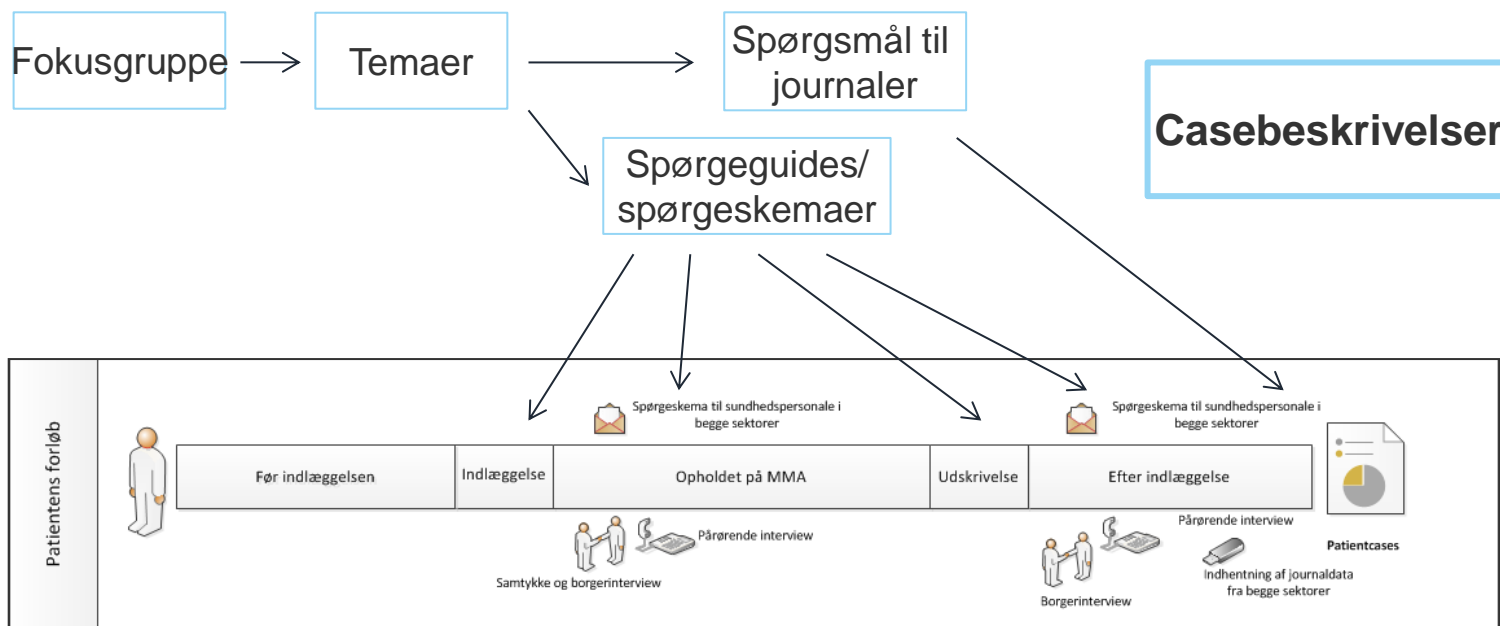 Fokusgruppe
Temaer
Spørgsmål til
journaler
Casebeskrivelser
Spørgeguides/
spørgeskemaer
Patientens forløb
Spørgeskema til sundhedspersonale i
begge sektorer
Spørgeskema til sundhedspersonale i
begge sektorer
Før indlæggelsen
Indlæggelse
Opholdet på MMA
Udskrivelse
Efter indlæggelse
Pårørende interview
Samtykke og borgerinterview
Pårørende interview
Borgerinterview
Indhentning af journaldata
fra begge sektorer
Patientcases